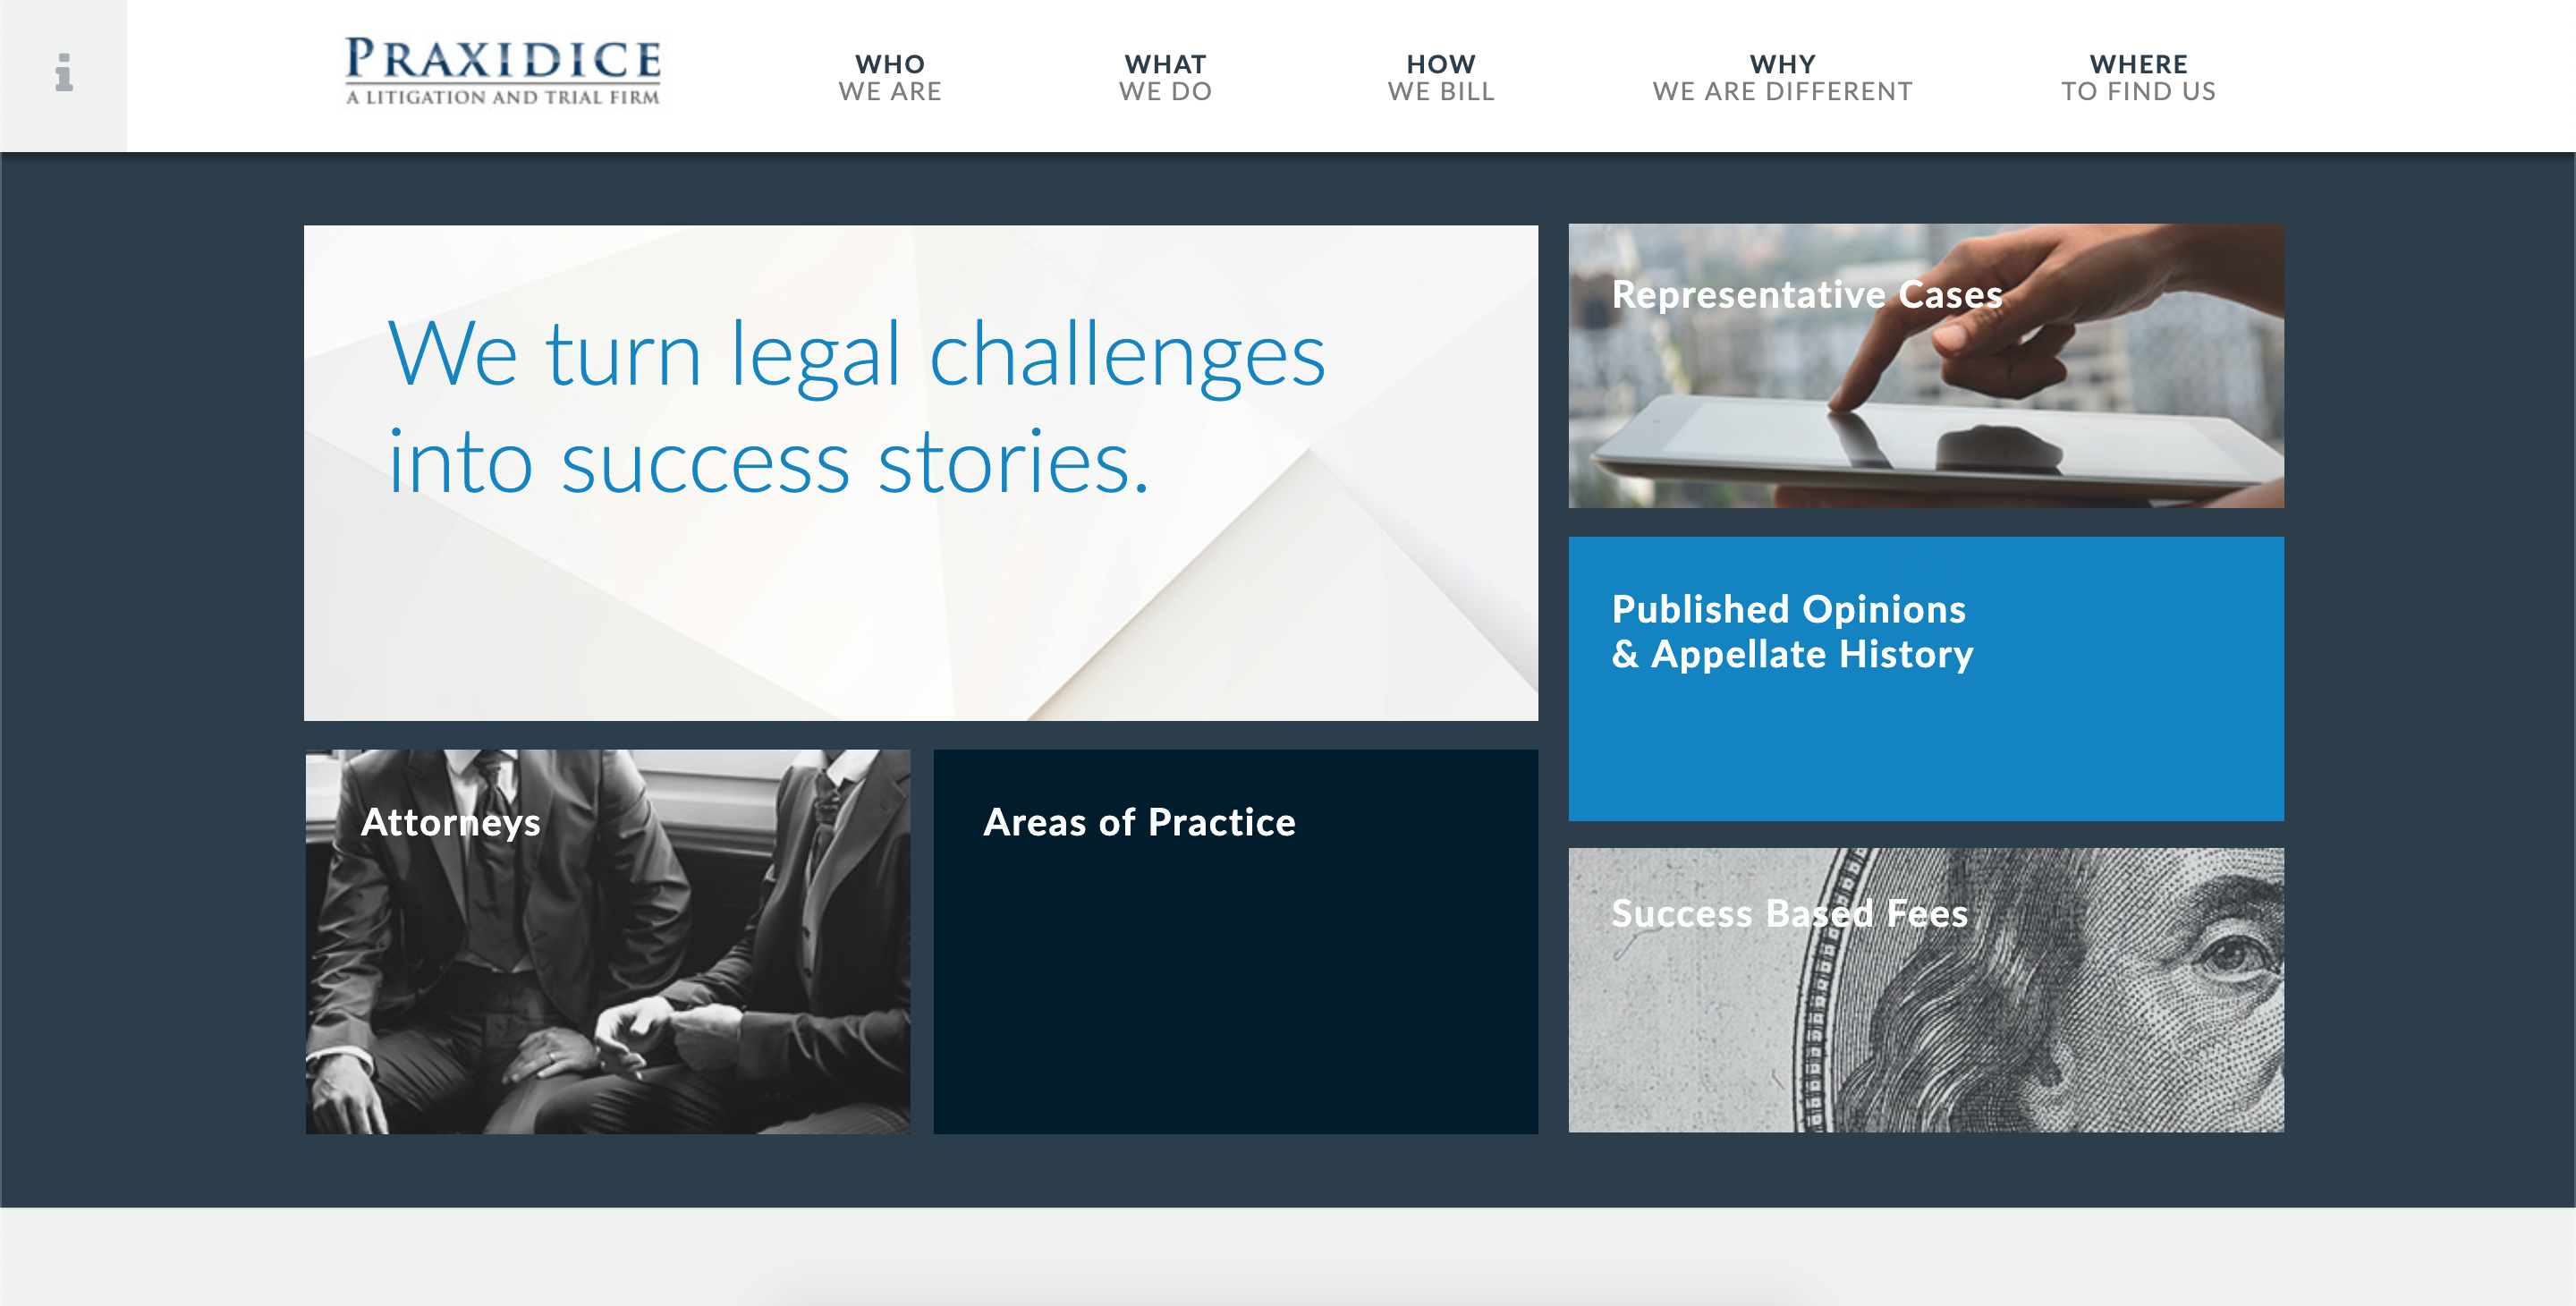 i
PRAXIDICE
A LITIGATION AND TRIAL FIRM
WHO
WE ARE
WHAT
WE DO
HOW
WE BILL
WHY
WE ARE DIFFERENT
WHERE
TO FIND US
We turn legal challenges
into success stories.
Representative Cases
Published Opinions
& Appellate History
Attorneys
Areas of Practice
Success Based Fees